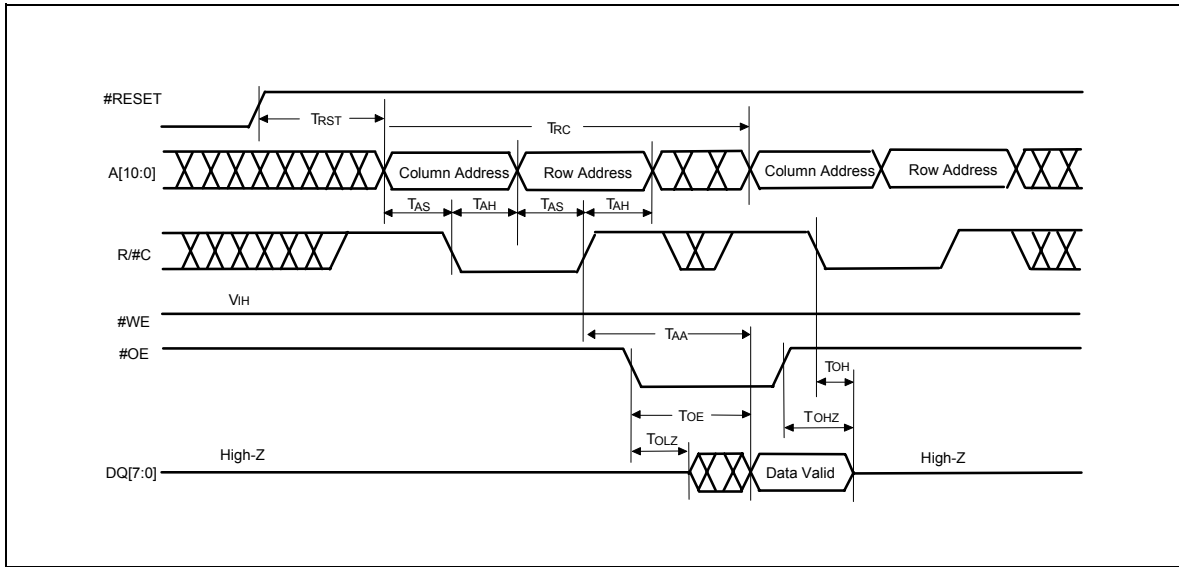 #RESET
TRST
TRC
A[10:0]
Column Address
Row Address
Column Address
Row Address
TAS
TAH
TAS
TAH
R/#C
VIH
#WE
TAA
#OE
TOH
TOE
TOHZ
TOLZ
High-Z
High-Z
DQ[7:0]
Data Valid